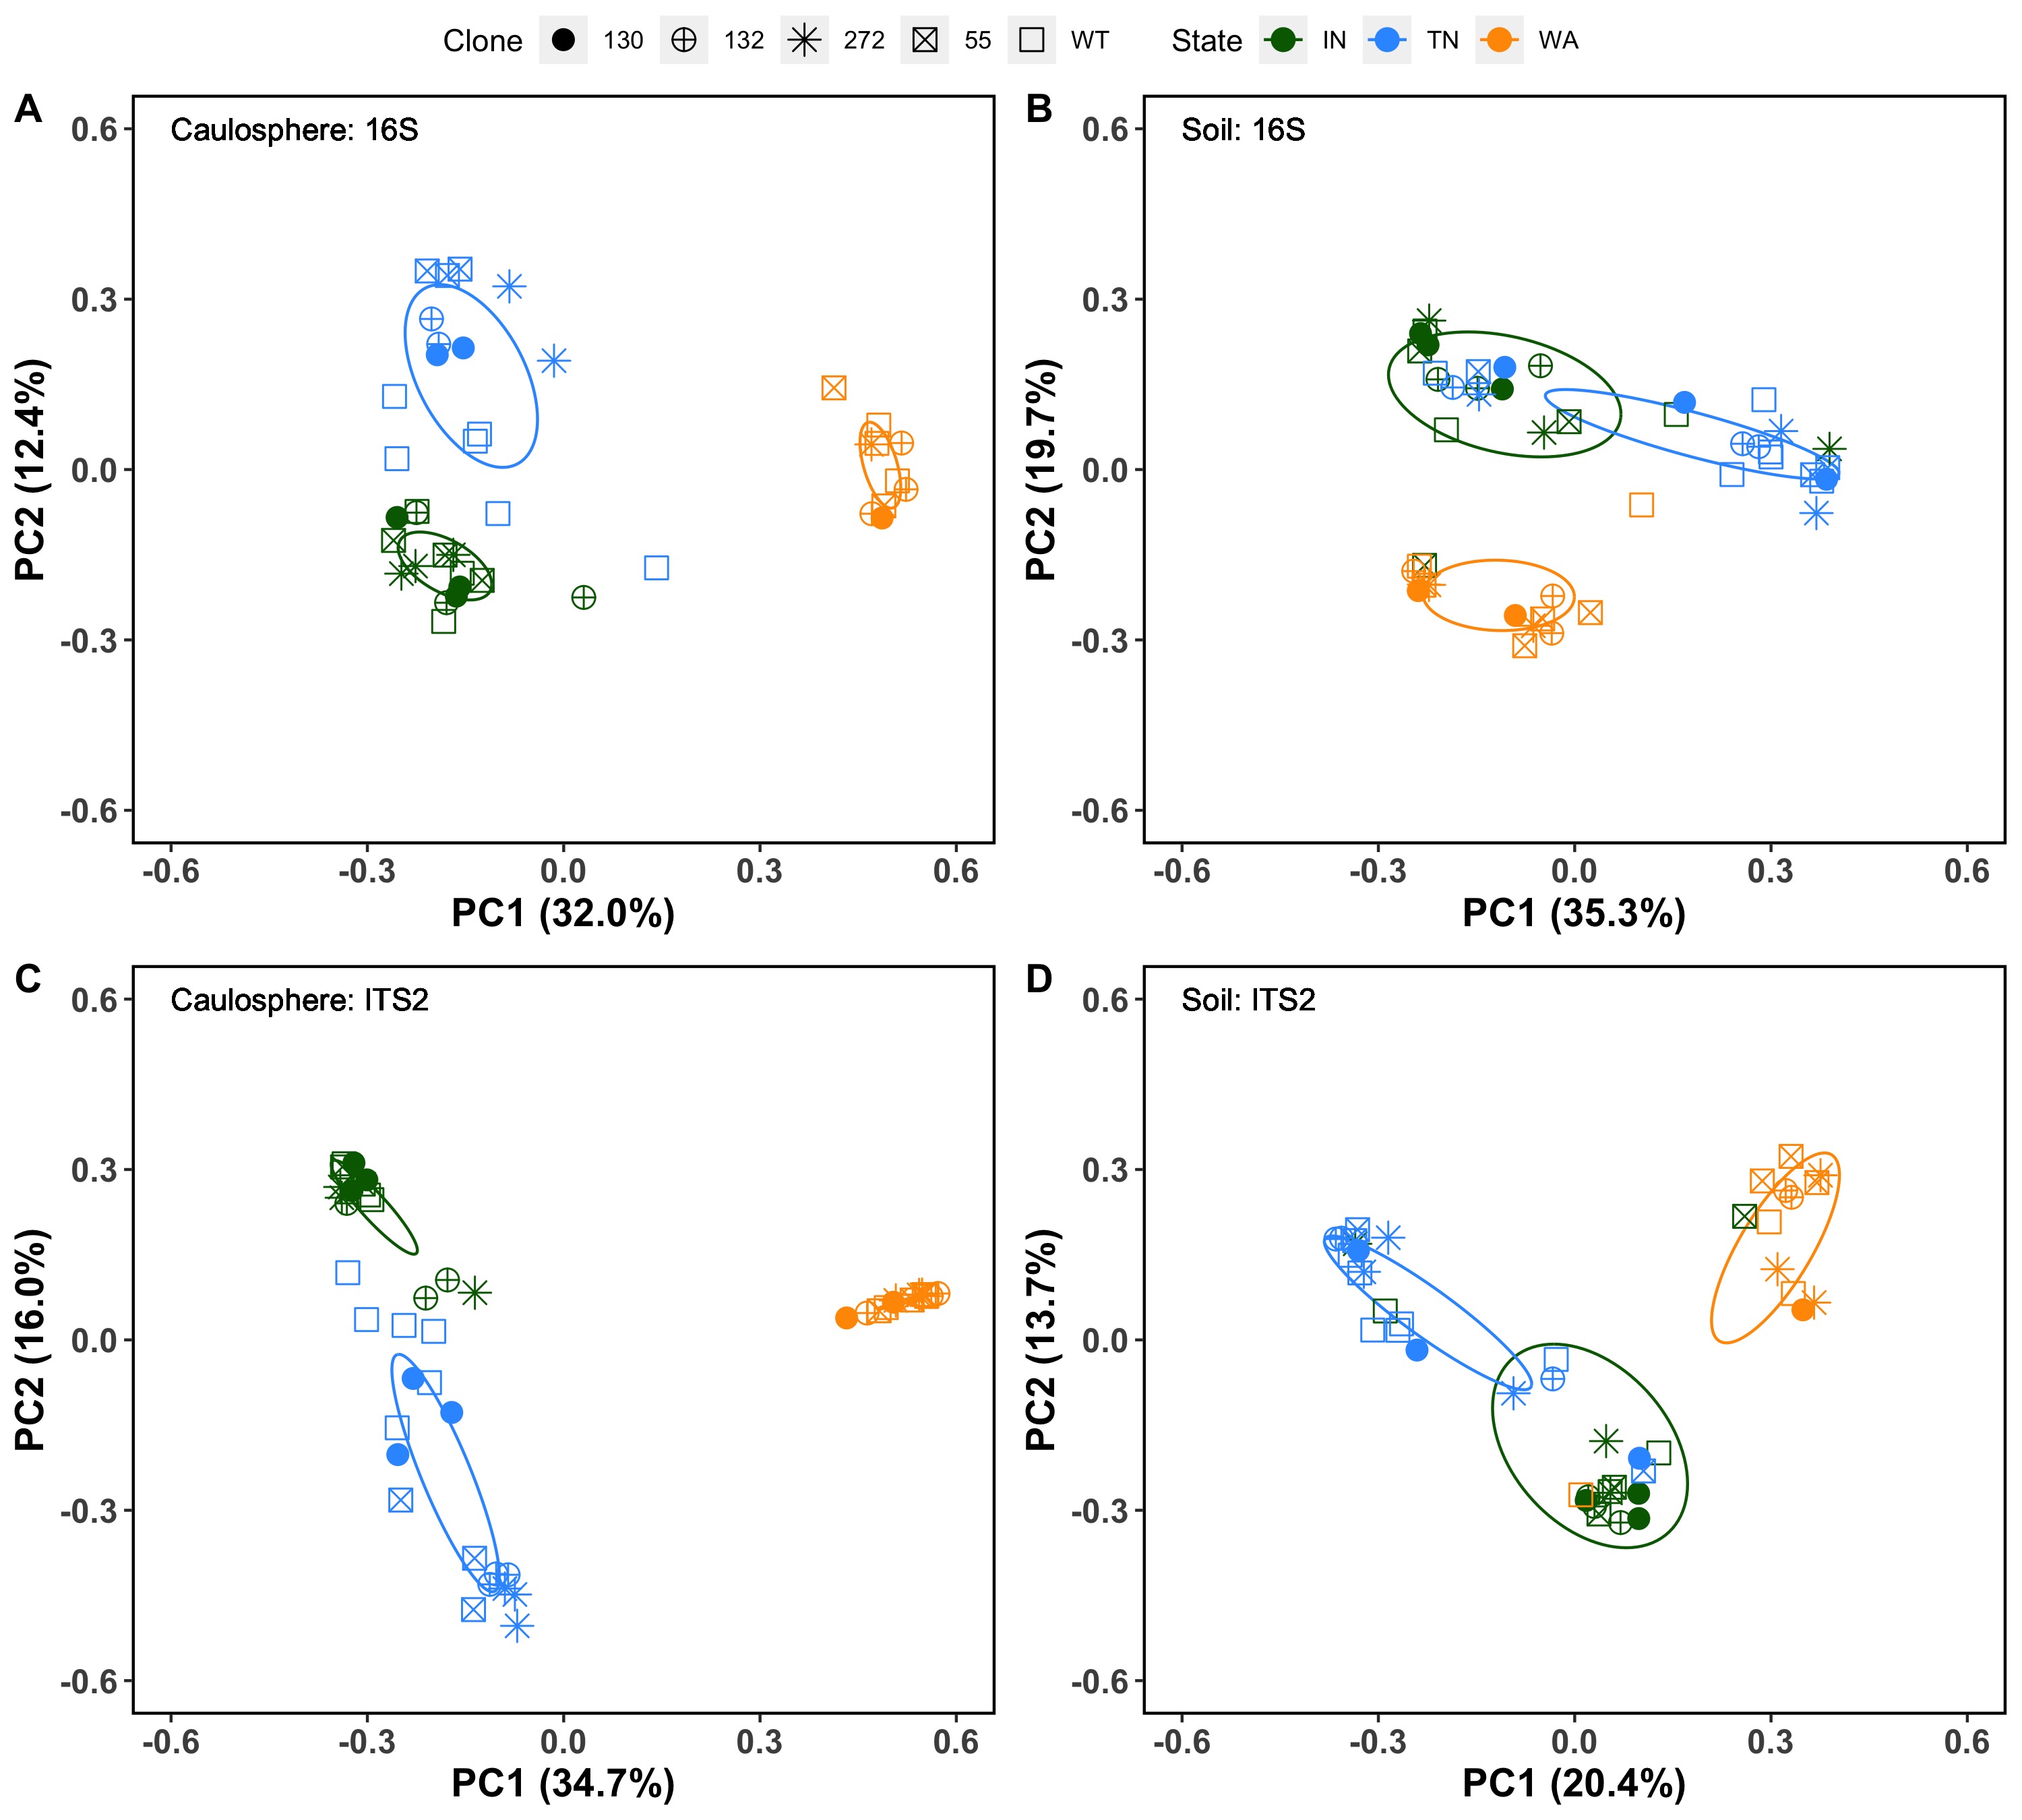 Clone 130 132 272 55 WT State IN TN WA
A
Caulosphere: 16S
0.6
0.3
0.0
-0.3
-0.6
PC2 (12.4%)
-0.6 -0.3 0.0 0.3 0.6
PC1 (32.0%)
B
Soil: 16S
0.6
0.3
0.0
-0.3
-0.6
PC2 (19.7%)
-0.6 -0.3 0.0 0.3 0.6
PC1 (35.3%)
C
Caulosphere: ITS2
0.6
0.3
0.0
-0.3
-0.6
PC2 (16.0%)
-0.6 -0.3 0.0 0.3 0.6
PC1 (34.7%)
D
Soil: ITS2
0.6
0.3
0.0
-0.3
-0.6
PC2 (13.7%)
-0.6 -0.3 0.0 0.3 0.6
PC1 (20.4%)